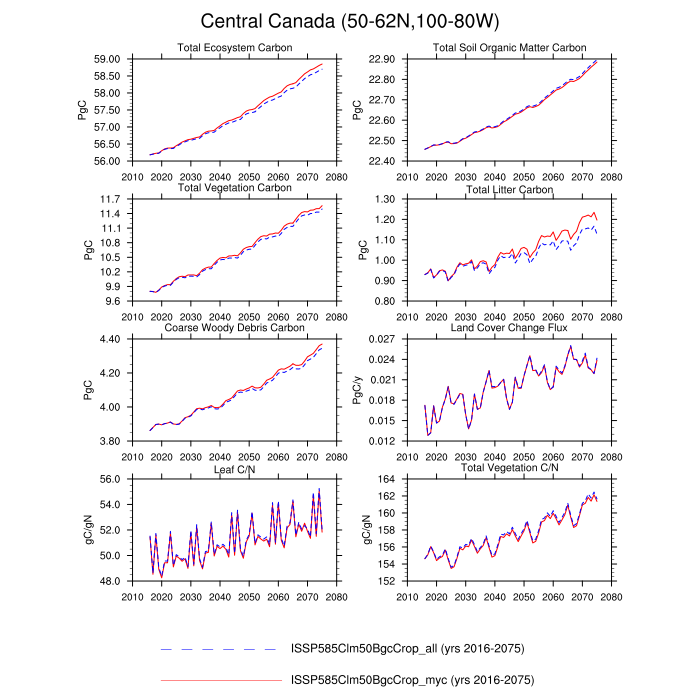 Central Canada (50-62N,100-80W)
Total Ecosystem Carbon
Total Soil Organic Matter Carbon
PgC
59.00
58.50
58.00
57.50
57.00
56.50
56.00
2010 2020 2030 2040 2050 2060 2070 2080
PgC
22.90
22.80
22.70
22.60
22.50
22.40
2010 2020 2030 2040 2050 2060 2070 2080
Total Vegetation Carbon
Total Litter Carbon
PgC
11.7
11.4
11.1
10.8
10.5
10.2
9.9
9.6
2010 2020 2030 2040 2050 2060 2070 2080
PgC
1.30
1.20
1.10
1.00
0.90
0.80
2010 2020 2030 2040 2050 2060 2070 2080
Coarse Woody Debris Carbon
Land Cover Change Flux
PgC
4.40
4.20
4.00
3.80
2010 2020 2030 2040 2050 2060 2070 2080
PgC/y
0.027
0.024
0.021
0.018
0.015
0.012
2010 2020 2030 2040 2050 2060 2070 2080
Leaf C/N
Total Vegetation C/N
gC/gN
56.0
54.0
52.0
50.0
48.0
2010 2020 2030 2040 2050 2060 2070 2080
gC/gN
164
162
160
158
156
154
152
2010 2020 2030 2040 2050 2060 2070 2080
ISSP585Clm50BgcCrop_all (yrs 2016-2075)
ISSP585Clm50BgcCrop_myc (yrs 2016-2075)